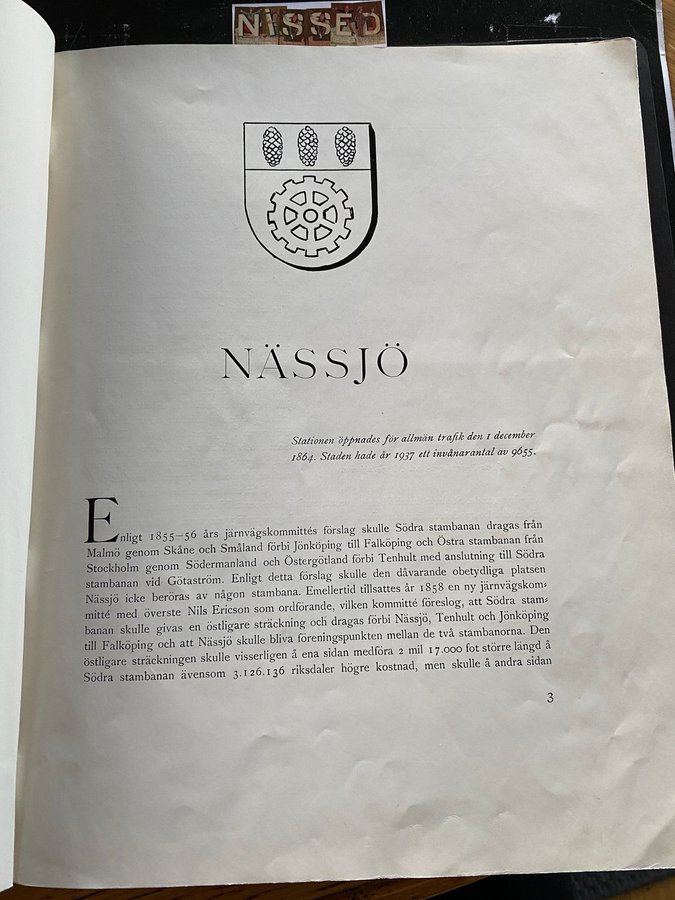 NISSED
NÄSSJÖ
Stationen öppnades för allmän trafik den 1 december
1864. Staden hade år 1937 ett invånarantal av 9655.
Enligt 1855–56 års järnvägskommittés förslag skulle Södra stambanan dragas från
Malmö genom Skåne och Småland förbi Jönköping till Falköping och Östra stambanan från
Stockholm genom Södermanland och Östergötland förbi Tenhult med anslutning till Södra
stambanan vid Götaström. Enligt detta förslag skulle den dåvarande obetydliga platsen
Nässjö icke beröras av någon stambana. Emellertid tillsattes år 1858 en ny järnvägskom-
mitté med överste Nils Ericson som ordförande, vilken kommitté föreslog, att Södra stam-
banan skulle givas en östligare sträckning och dragas förbi Nässjö, Tenhult och Jönköping
till Falköping och att Nässjö skulle bliva föreningspunkten mellan de två stambanorna. Den
östligare sträckningen skulle visserligen å ena sidan medföra 2 mil 17.000 fot större längd å
Södra stambanan ävensom 3.126.136 riksdaler högre kostnad, men skulle å andra sidan
3